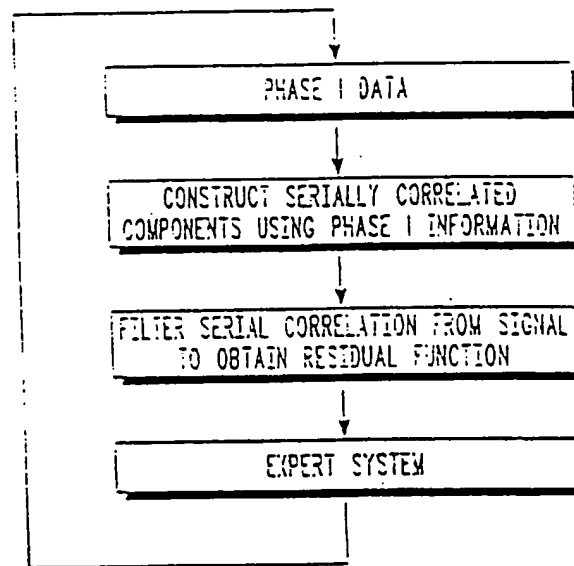 PHASE I DATA
CONSTRUCT SERIALLY CORRELATED
COMPONENTS USING PHASE I INFORMATION
FILTER SERIAL CORRELATION FROM SIGNAL
TO OBTAIN RESIDUAL FUNCTION
EXPERT SYSTEM